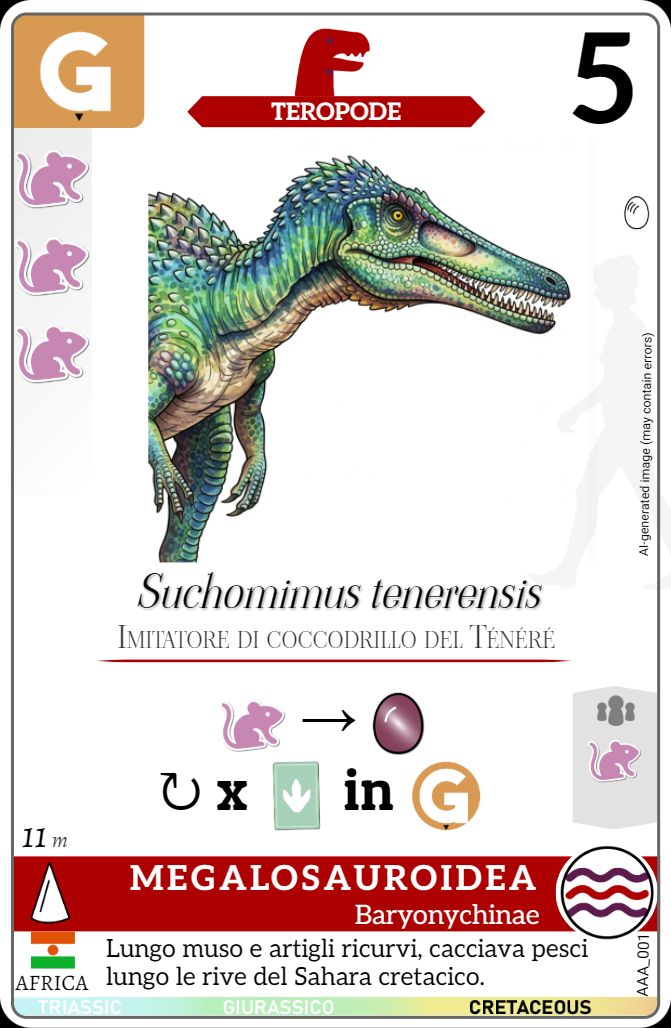 G
TEROPODE
5
AI-generated image (may contain errors)
Suchomimus tenerensis
Imitatore di coccodrillo del Ténéré
x in G
11 m
MEGALOSAUROIDEA
Baryonychinae
AFRICA
Lungo muso e artigli ricurvi, cacciava pesci
lungo le rive del Sahara cretacico.
AAA_001
TRIASSIC GIURASSICO CRETACEOUS